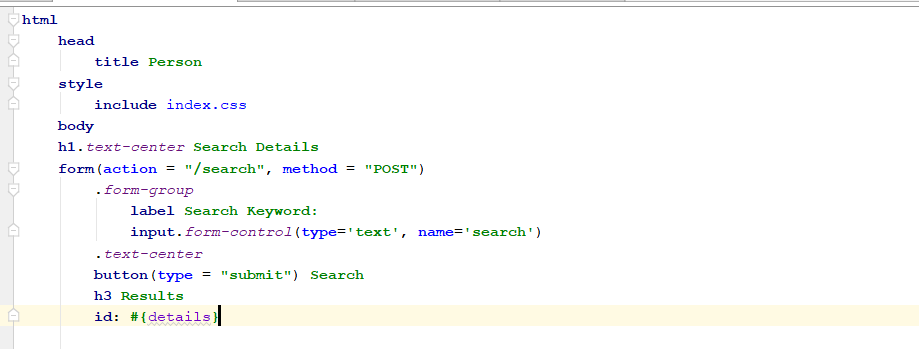 html
head
title Person
style
include index.css
body
h1.text-center Search Details
form(action = "/search", method = "POST")
.form-group
label Search Keyword:
input.form-control(type='text', name='search')
.text-center
button(type = "submit") Search
h3 Results
id: #{details}